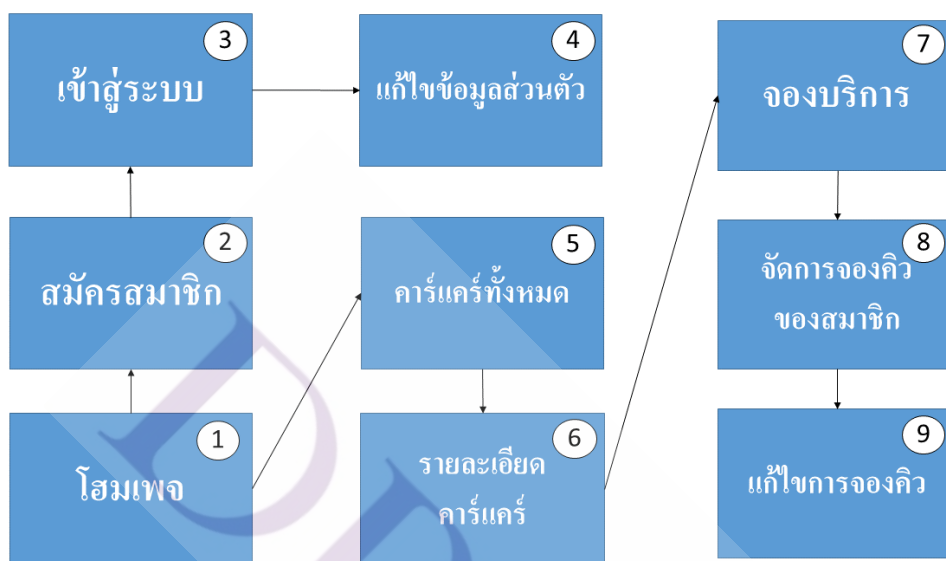 3
เข้าสู่ระบบ
4
แก้ไขข้อมูลส่วนตัว
7
จองบริการ
2
สมัครสมาชิก
5
คาร์แคร์ทั้งหมด
8
จัดการจองคิว
ของสมาชิก
1
โฮมเพจ
6
รายละเอียด
คาร์แคร์
9
แก้ไขการจองคิว